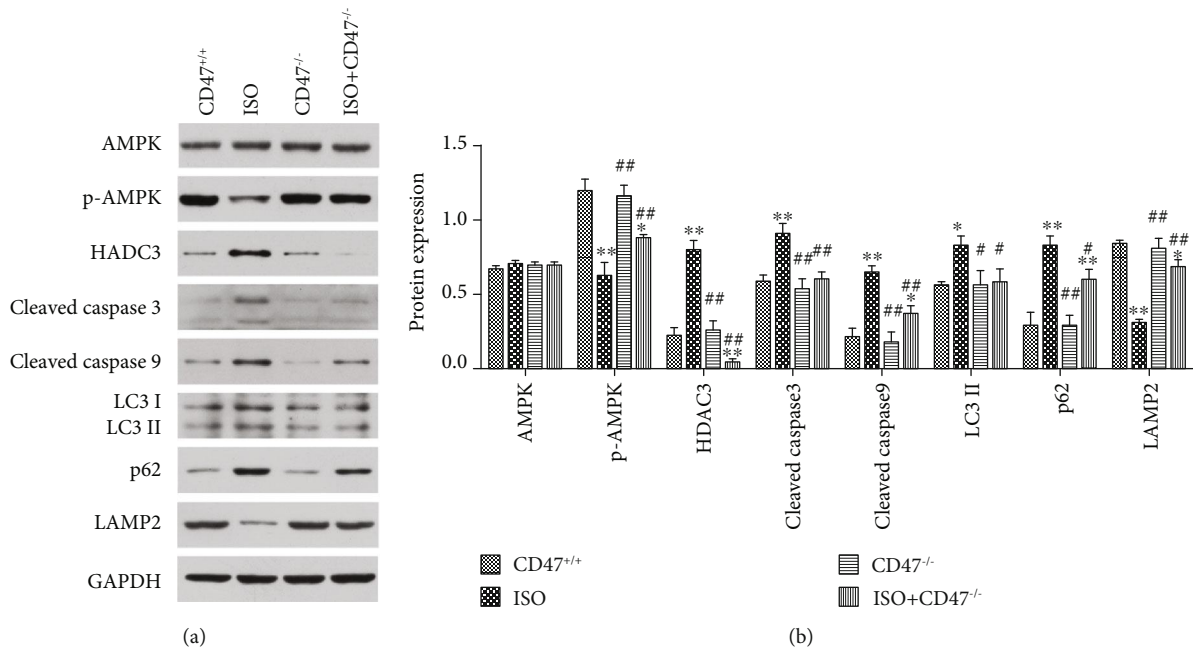 CD47+/+
ISO
CD47-/-
ISO+CD47-/-
AMPK
p-AMPK
HADC3
Cleaved caspase 3
Cleaved caspase 9
LC3 I
LC3 II
p62
LAMP2
GAPDH
(a)
Protein expression
1.5
1.0
0.5
0.0
**
##
##
*
**
##
##
**
**
##
##
**
##
##
*
*
#
#
**
##
#
**
**
##
##
*
AMPK
p-AMPK
HDAC3
Cleaved caspase3
Cleaved caspase9
LC3 II
p62
LAMP2
CD47+/+
ISO
CD47-/-
ISO+CD47-/-
(b)